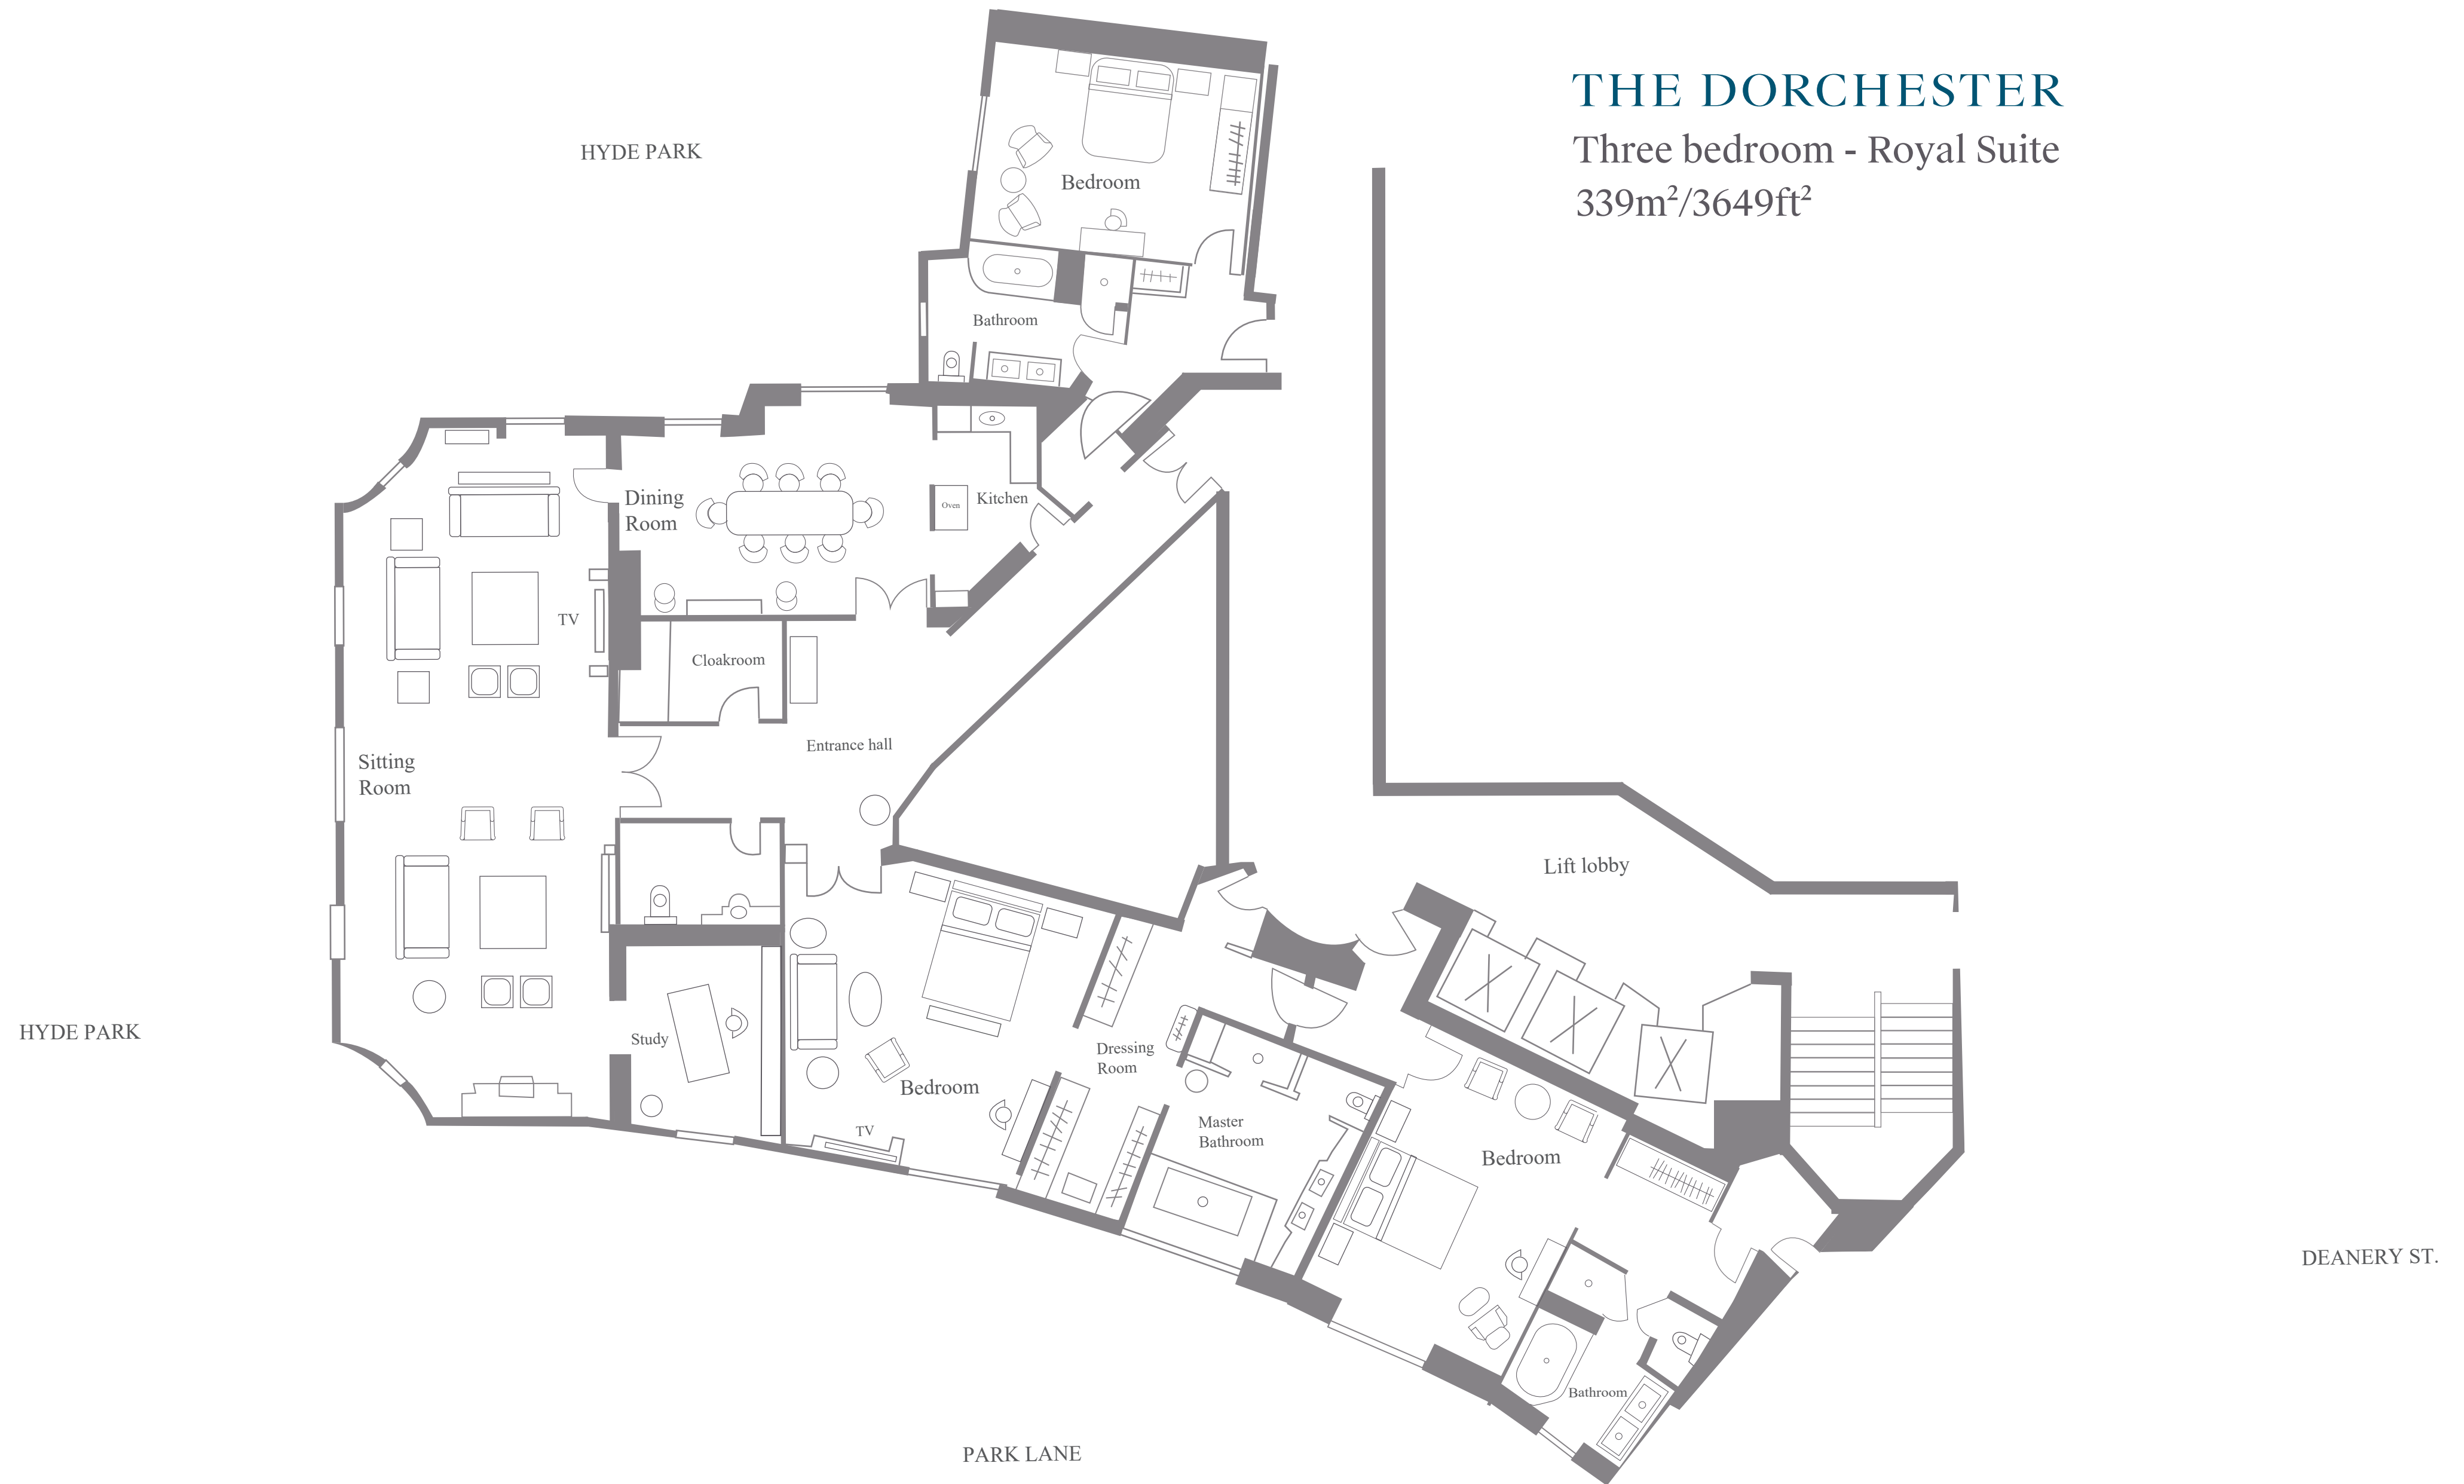 THE DORCHESTER
Three bedroom - Royal Suite
339m²/3649ft²
HYDE PARK
Bedroom
Bathroom
Dining
Room
Oven
Kitchen
TV
Cloakroom
Entrance hall
Sitting
Room
Lift lobby
HYDE PARK
Study
Bedroom
TV
Dressing
Room
Master
Bathroom
Bedroom
Bathroom
DEANERY ST.
PARK LANE